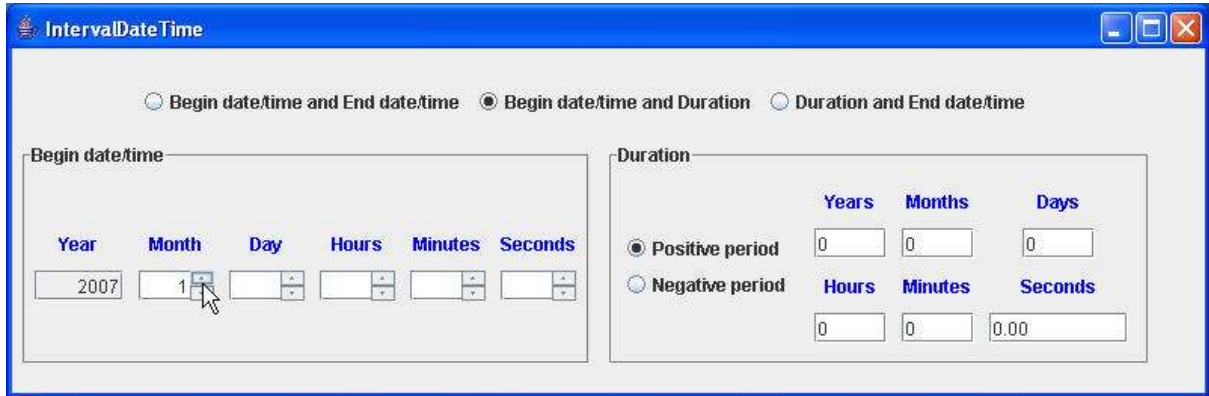 IntervalDateTime
Begin date/time and End date/time Begin date/time and Duration Duration and End date/time
Begin date/time
Year Month Day Hours Minutes Seconds
2007 1
Duration
Positive period
Negative period
Years Months Days
0 0 0
Hours Minutes Seconds
0 0 0.00